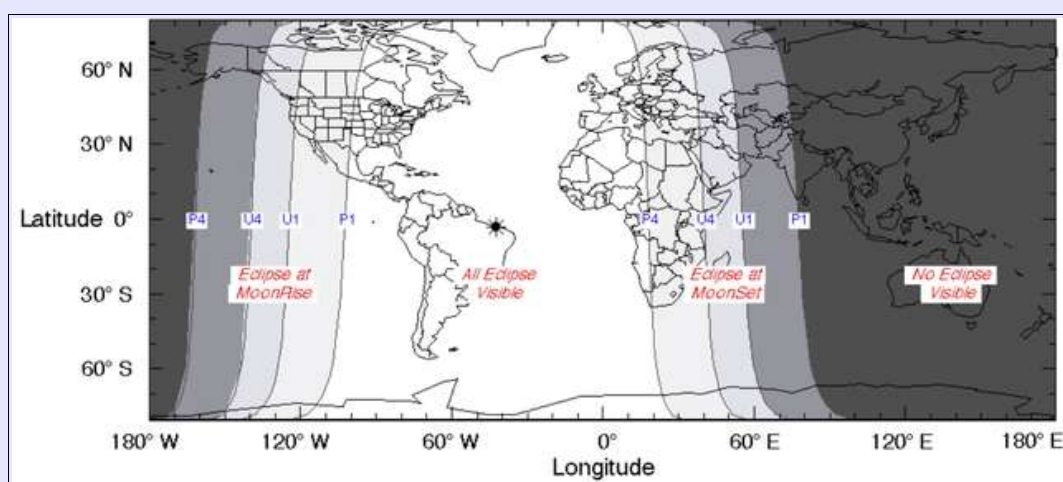 60° N
30° N
Latitude 0°
P4 U4 U1 P1 P4 U4 U1 P1
Eclipse at
MoonRise
All Eclipse
Visible
Eclipse at
MoonSet
No Eclipse
Visible
30° S
60° S
180° W 120° W 60° W 0° 60° E 120° E 180° E
Longitude